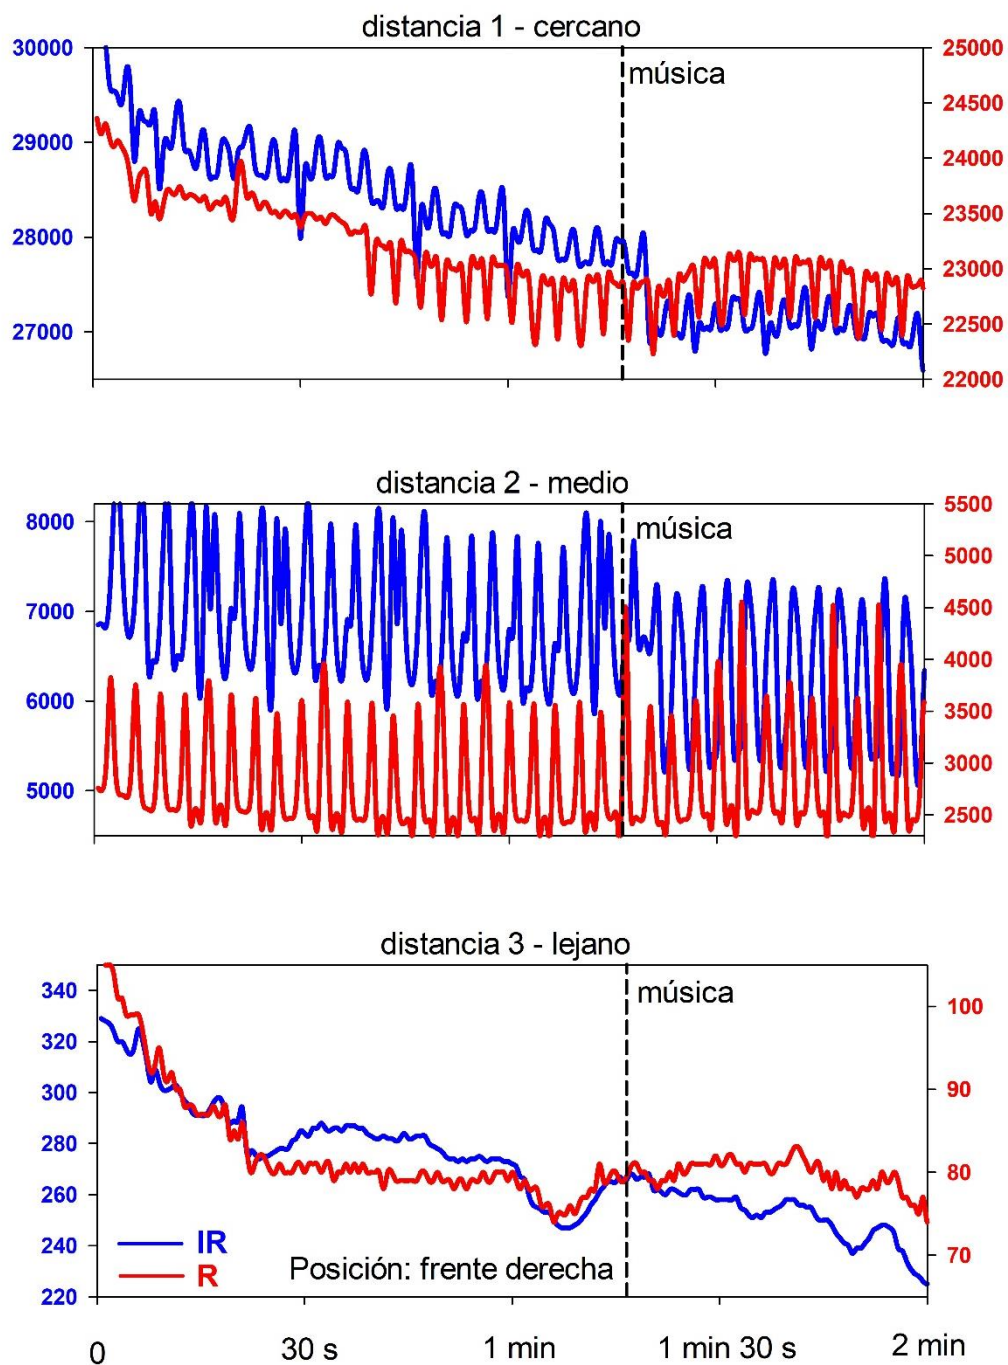 distancia 1 - cercano
30000
29000
28000
27000
25000
24500
24000
23500
23000
22500
22000
música
distancia 2 - medio
8000
7000
6000
5000
5500
5000
4500
4000
3500
3000
2500
música
distancia 3 - lejano
340
320
300
280
260
240
220
100
90
80
70
música
IR
R
Posición: frente derecha
0
30 s
1 min
1 min 30 s
2 min